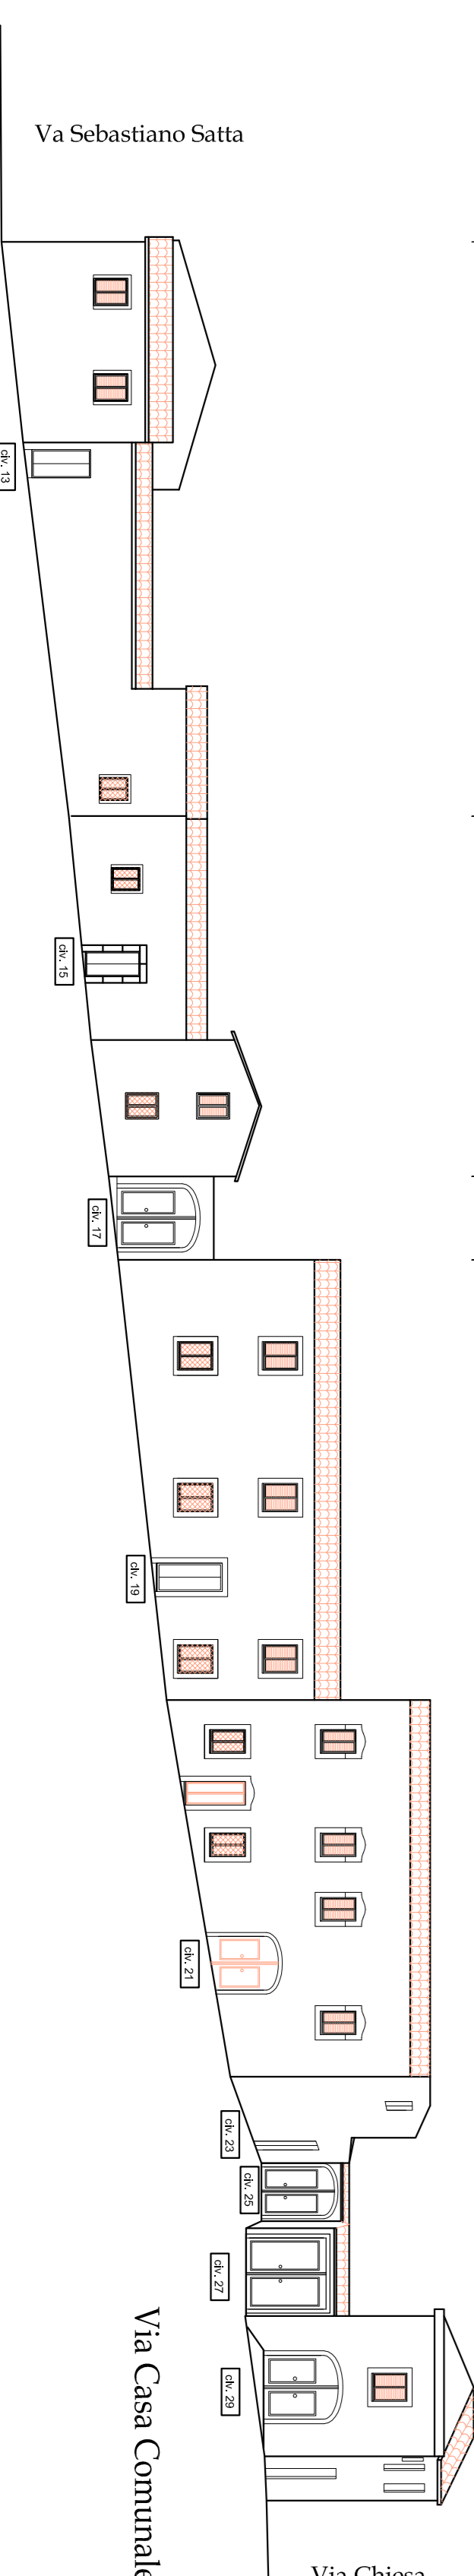 Va Sebastiano Satta
civ. 13
civ. 15
civ. 17
civ. 19
civ. 21
civ. 23
civ. 25
civ. 27
civ. 29
Via Casa Comunale
Via Chiesa